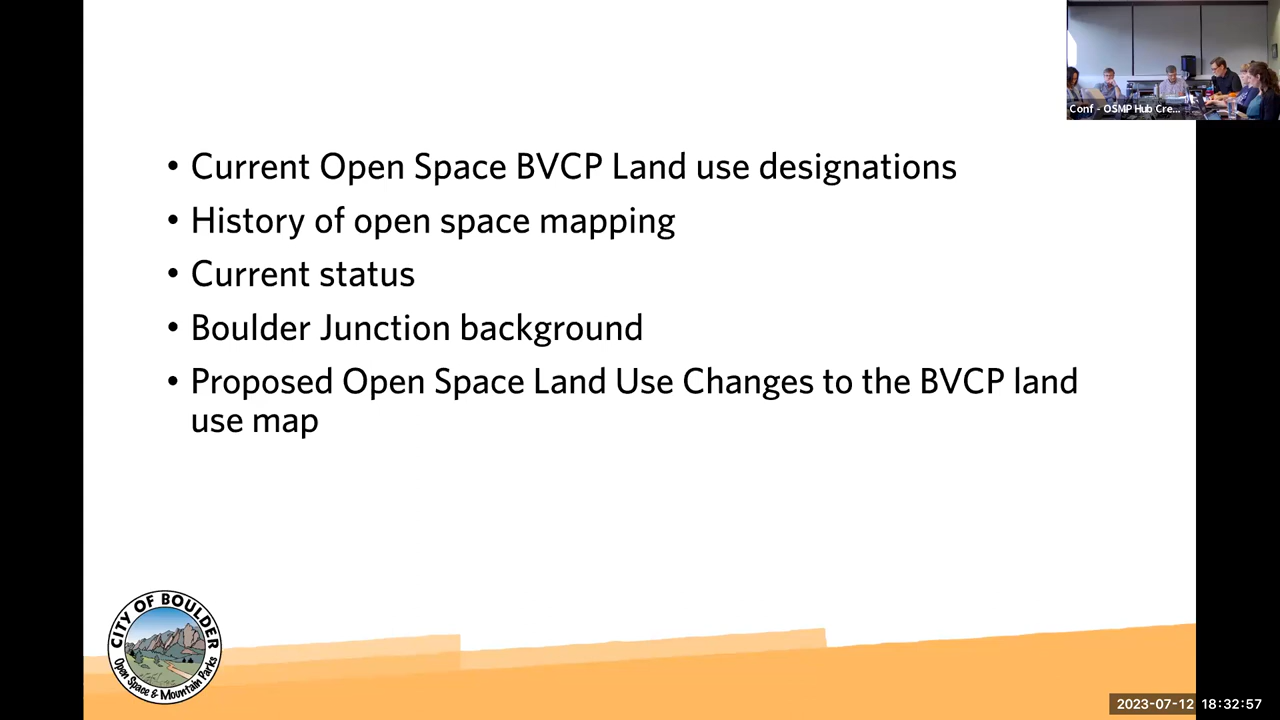 Conf - OSMP Hub Cre...
• Current Open Space BVCP Land use designations
• History of open space mapping
• Current status
• Boulder Junction background
• Proposed Open Space Land Use Changes to the BVCP land
use map
CITY OF BOULDER
Open Space & Mountain Parks
2023-07-12 18:32:57